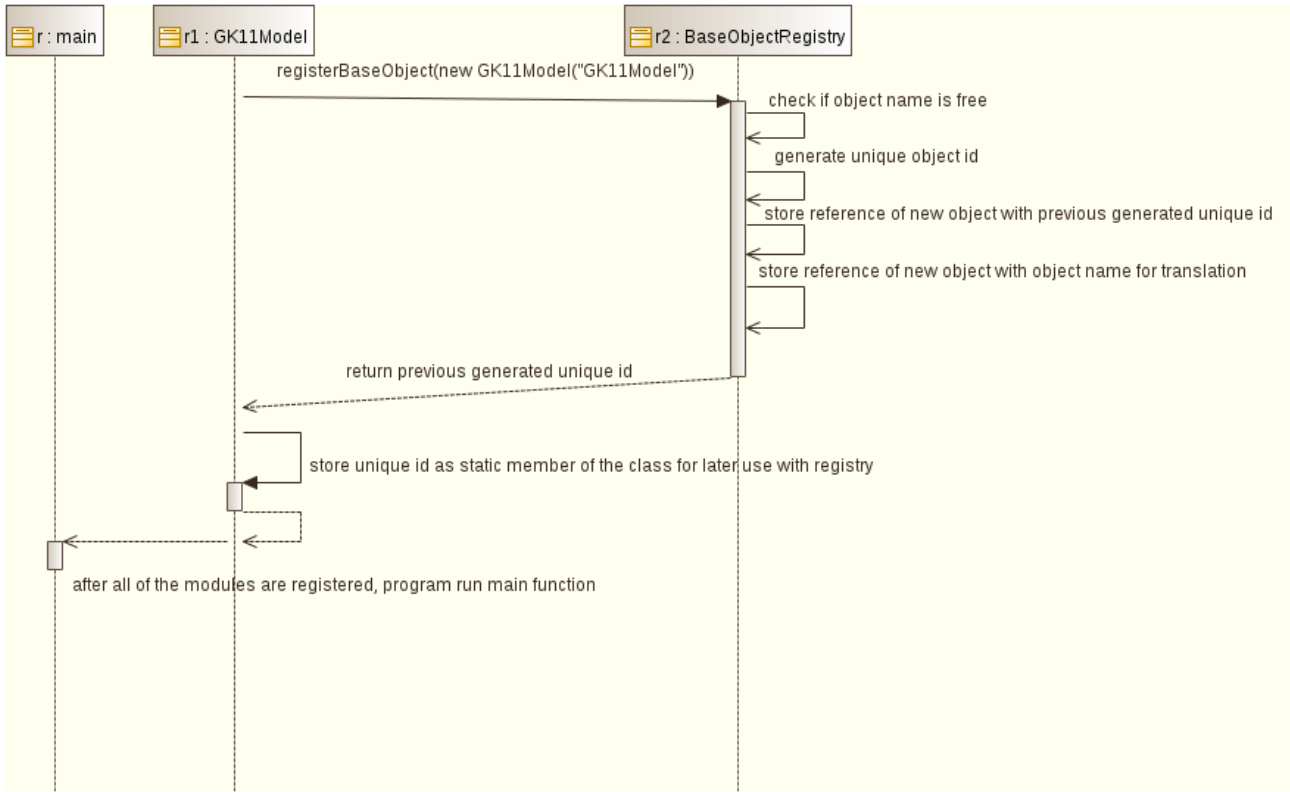 r : main
r1 : GK11Model
r2 : BaseObjectRegistry
registerBaseObject(new GK11Model("GK11Model"))
check if object name is free
generate unique object id
store reference of new object with previous generated unique id
store reference of new object with object name for translation
return previous generated unique id
store unique id as static member of the class for later use with registry
after all of the modules are registered, program run main function